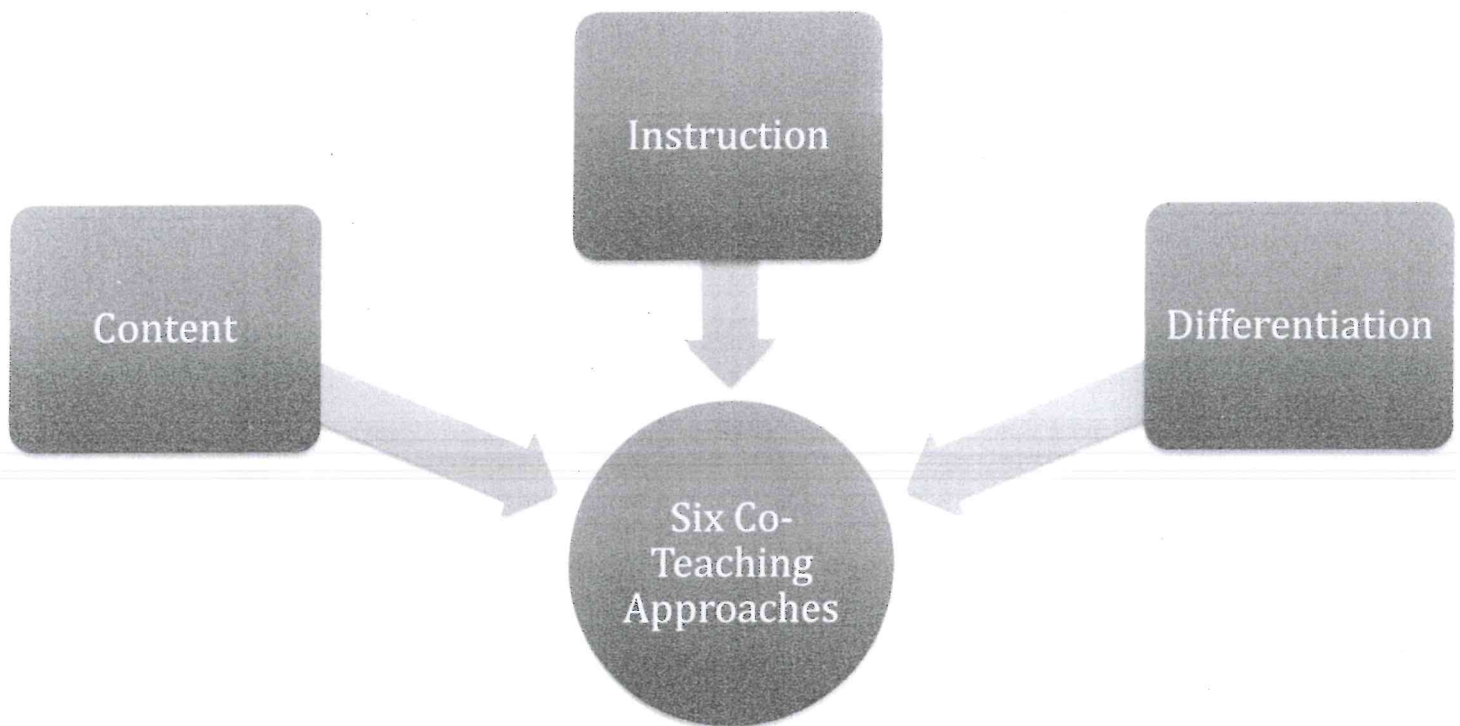 Instruction
Content
Differentiation
Six Co-
Teaching
Approaches